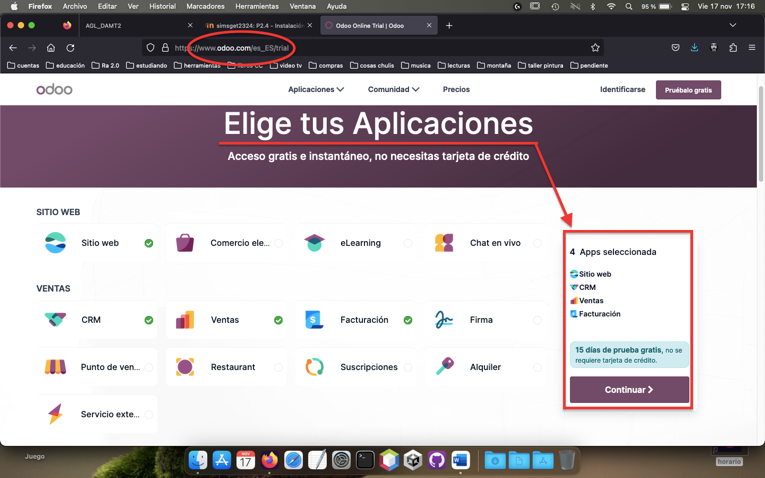 Firefox Archivo Editar Ver Historial Marcadores Herramientas Ventana Ayuda 95 % Vie 17 nov 17:16
AGL_DAMT2 simsget2324: P2.4 - Instalació Odoo Online Trial | Odoo
https://www.odoo.com/es_ES/trial
cuentas educación Ra 2.0 estudiando herramientas CC video tv compras cosas chulis musica lecturas montaña taller pintura pendiente
odoo Aplicaciones Comunidad Precios Identificarse Pruébalo gratis
Elige tus Aplicaciones
Acceso gratis e instantáneo, no necesitas tarjeta de crédito
SITIO WEB
Sitio web Comercio ele... eLearning Chat en vivo
VENTAS
CRM Ventas Facturación Firma
Punto de ven... Restaurant Suscripciones Alquiler
Servicio exte...
4 Apps seleccionada
Sitio web
CRM
Ventas
Facturación
15 días de prueba gratis, no se
requiere tarjeta de crédito.
Continuar
Juego
17
horario